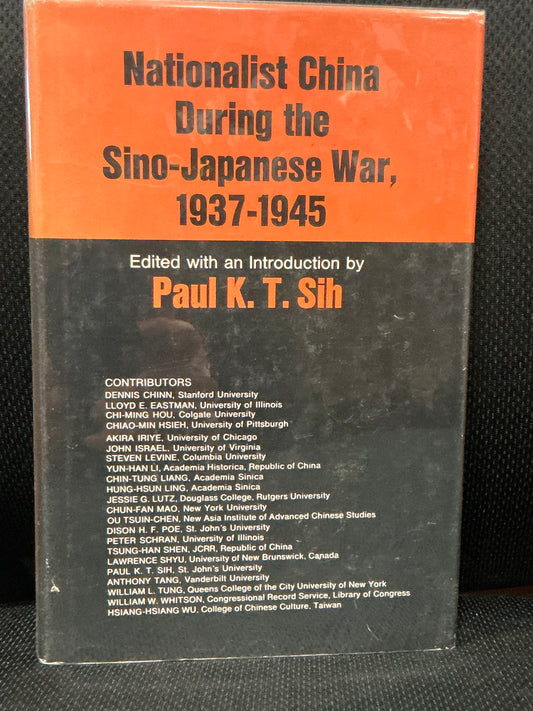 Nationalist China
During the
Sino-Japanese War,
1937-1945
Edited with an Introduction by
Paul K. T. Sih
CONTRIBUTORS
DENNIS CHINN, Stanford University
LLOYD E. EASTMAN, University of Illinois
CHI-MING HOU, Colgate University
CHIAO-MIN HSIEH, University of Pittsburgh
AKIRA IRIYE, University of Chicago
JOHN ISRAEL, University of Virginia
STEVEN LEVINE, Columbia University
YUN-HAN LI, Academia Historica, Republic of China
CHIN-TUNG LIANG, Academia Sinica
HUNG-HSUN LING, Academia Sinica
JESSIE G. LUTZ, Douglass College, Rutgers University
CHUN-FAN MAO, New York University
OU TSUIN-CHEN, New Asia Institute of Advanced Chinese Studies
DISON H. F. POE, St. John's University
PETER SCHRAN, University of Illinois
TSUNG-HAN SHEN, JCRR, Republic of China
LAWRENCE SHYU, University of New Brunswick, Canada
PAUL K. T. SIH, St. John's University
ANTHONY TANG, Vanderbilt University
WILLIAM L. TUNG, Queens College of the City University of New York
WILLIAM W. WHITSON, Congressional Record Service, Library of Congress
HSIANG-HSIANG WU, College of Chinese Culture, Taiwan